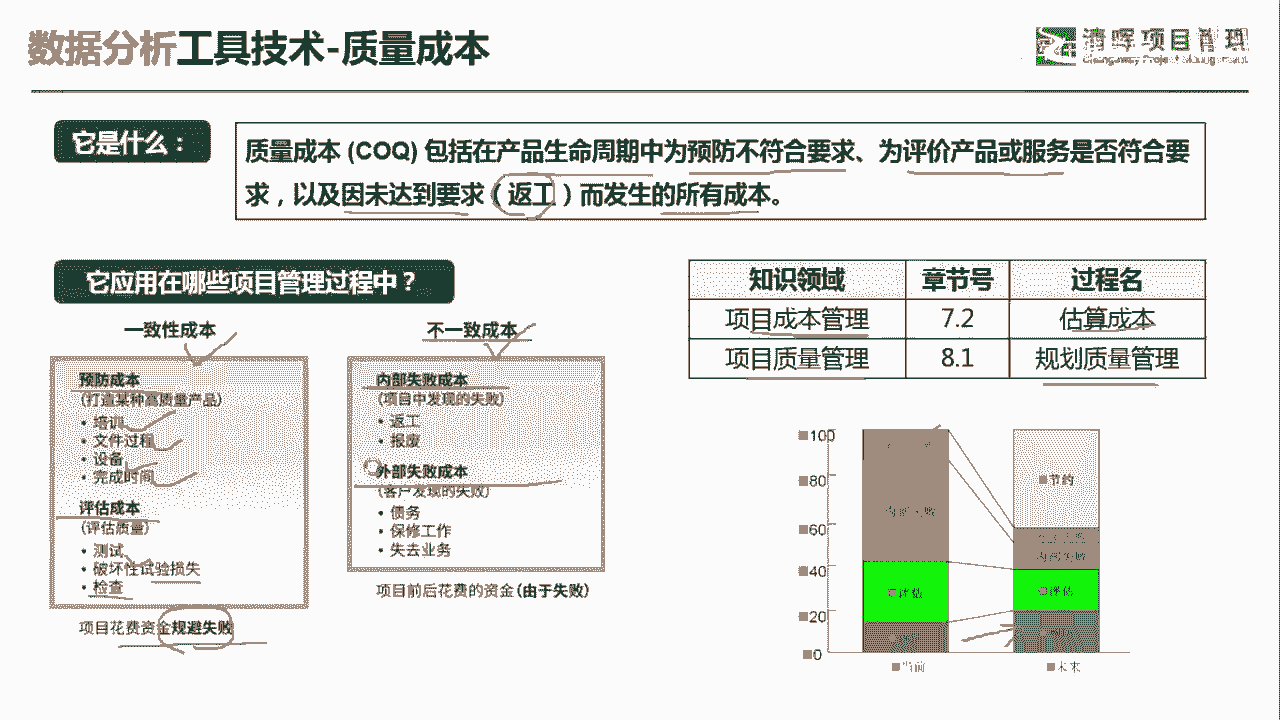 数据分析工具技术-质量成本
清晖项目管理
它是什么：
质量成本 (COQ) 包括在产品生命周期中为预防不符合要求、为评价产品或服务是否符合要
求，以及因未达到要求（返工）而发生的所有成本。
它应用在哪些项目管理过程中？
一致性成本
预防成本
(打造某种高质量产品)
• 培训
• 文件过程
• 设备
• 完成时间
评估成本
(评估质量)
• 测试
• 破坏性试验损失
• 检查
项目花费资金规避失败
不一致成本
内部失败成本
(项目中发现的失败)
• 返工
• 报废
外部失败成本
(客户发现的失败)
• 债务
• 保修工作
• 失去业务
项目前后花费的资金(由于失败)
知识领域 章节号 过程名
项目成本管理 7.2 估算成本
项目质量管理 8.1 规划质量管理
100
80
60
40
20
0
内部失败
评估
当前
节约
内部失败
评估
未来